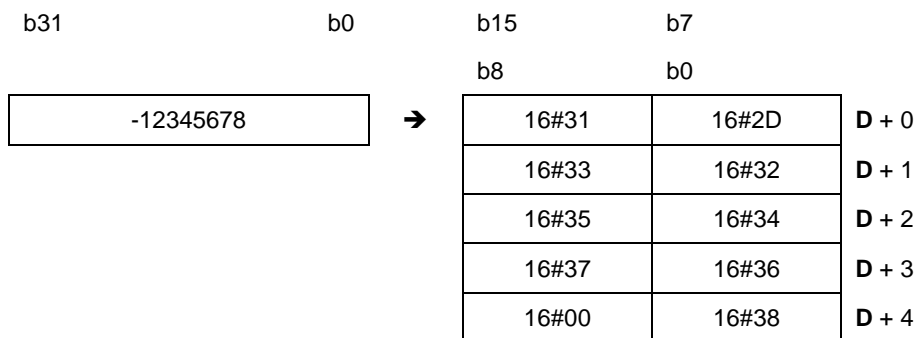 b31 b0 b15 b7
b8 b0
-12345678 ➔ 16#31 16#2D D + 0
16#33 16#32 D + 1
16#35 16#34 D + 2
16#37 16#36 D + 3
16#00 16#38 D + 4